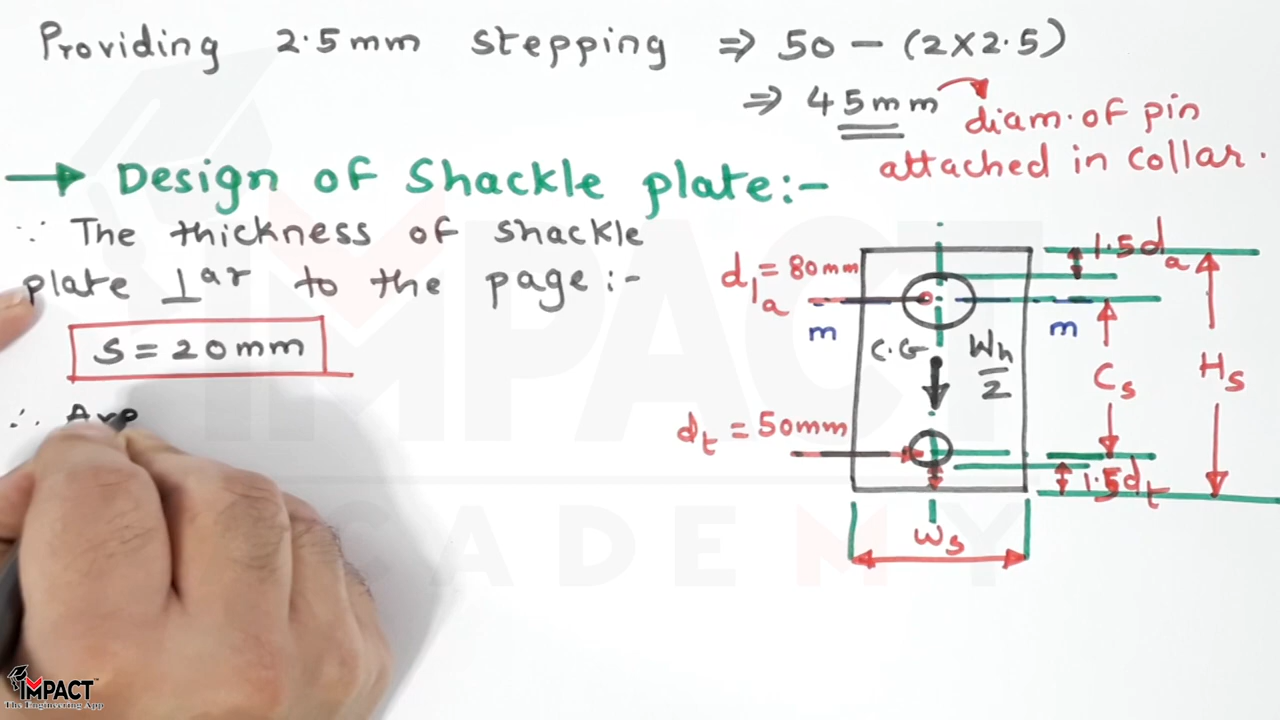 Providing 2.5mm stepping ⇒ 50 – (2×2.5)
⇒ 45mm
diam. of pin
attached in collar.
→ Design of Shackle plate:-
∵ The thickness of shackle
plate ⊥ar to the page:-
S = 20mm
∴ Are
d1a = 80mm
m
m
1.5da
C.G
Wh/2
Cs
Hs
dt = 50mm
1.5dt
Ws
IMPACT
ACADEMY
IMPACT
The Engineering App